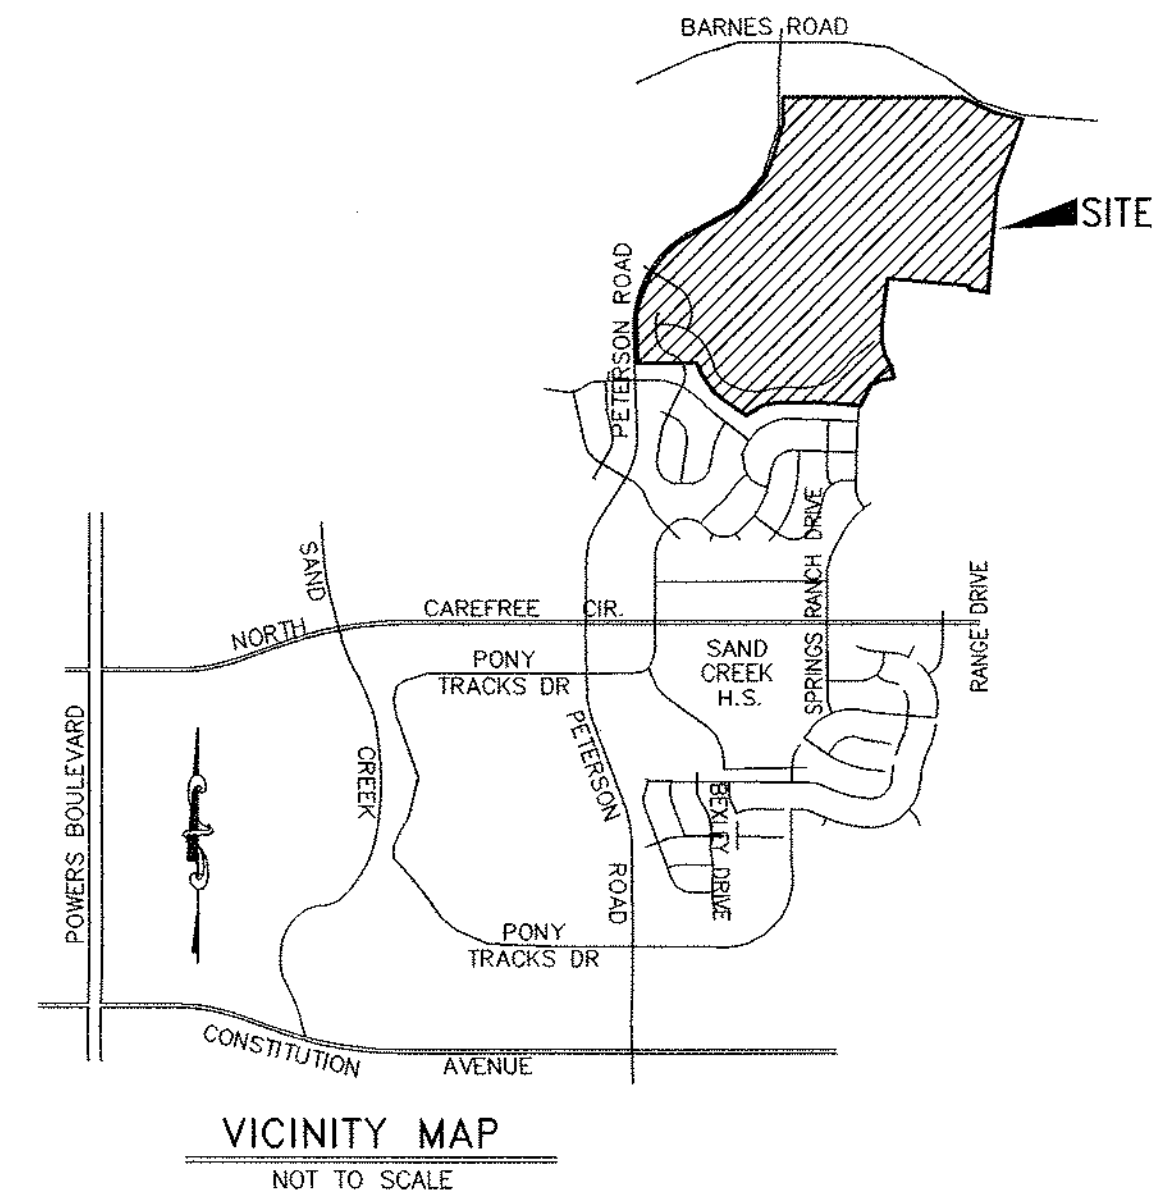 BARNES ROAD
SITE
PETERSON ROAD
SPRINGS RANCH DRIVE
RANGE DRIVE
SAND
CREEK
NORTH
CAREFREE CIR.
PONY
TRACKS DR
SAND
CREEK
H.S.
PETERSON
ROAD
POWERS BOULEVARD
BEXLEY DRIVE
PONY
TRACKS DR
CONSTITUTION
AVENUE
VICINITY MAP
NOT TO SCALE